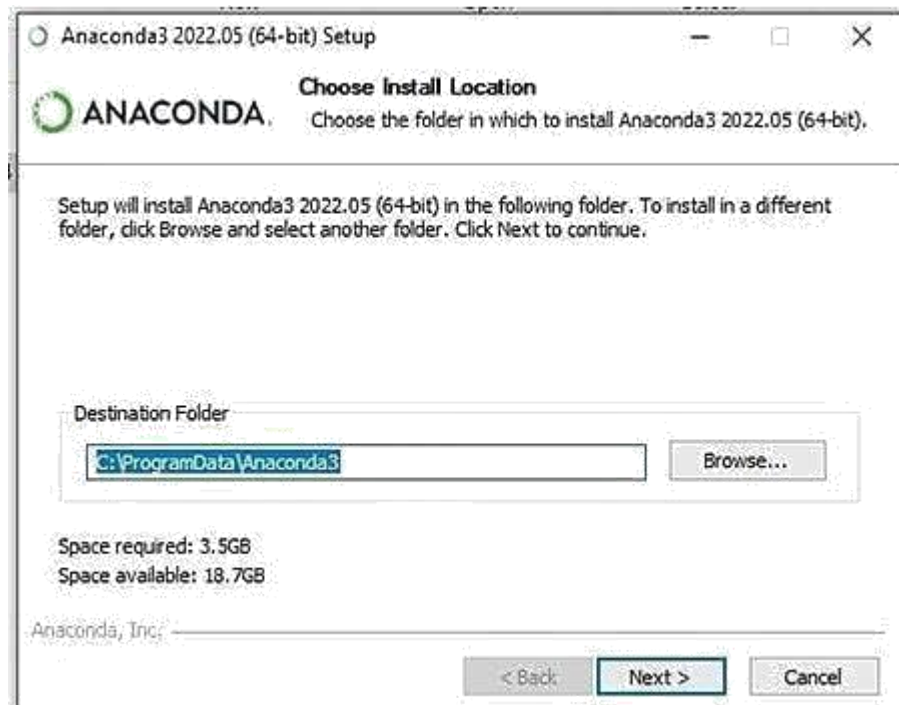 Anaconda3 2022.05 (64-bit) Setup
ANACONDA.
Choose Install Location
Choose the folder in which to install Anaconda3 2022.05 (64-bit).
Setup will install Anaconda3 2022.05 (64-bit) in the following folder. To install in a different
folder, click Browse and select another folder. Click Next to continue.
Destination Folder
C:\ProgramData\Anaconda3
Browse...
Space required: 3.5GB
Space available: 18.7GB
Anaconda, Inc.
< Back
Next >
Cancel